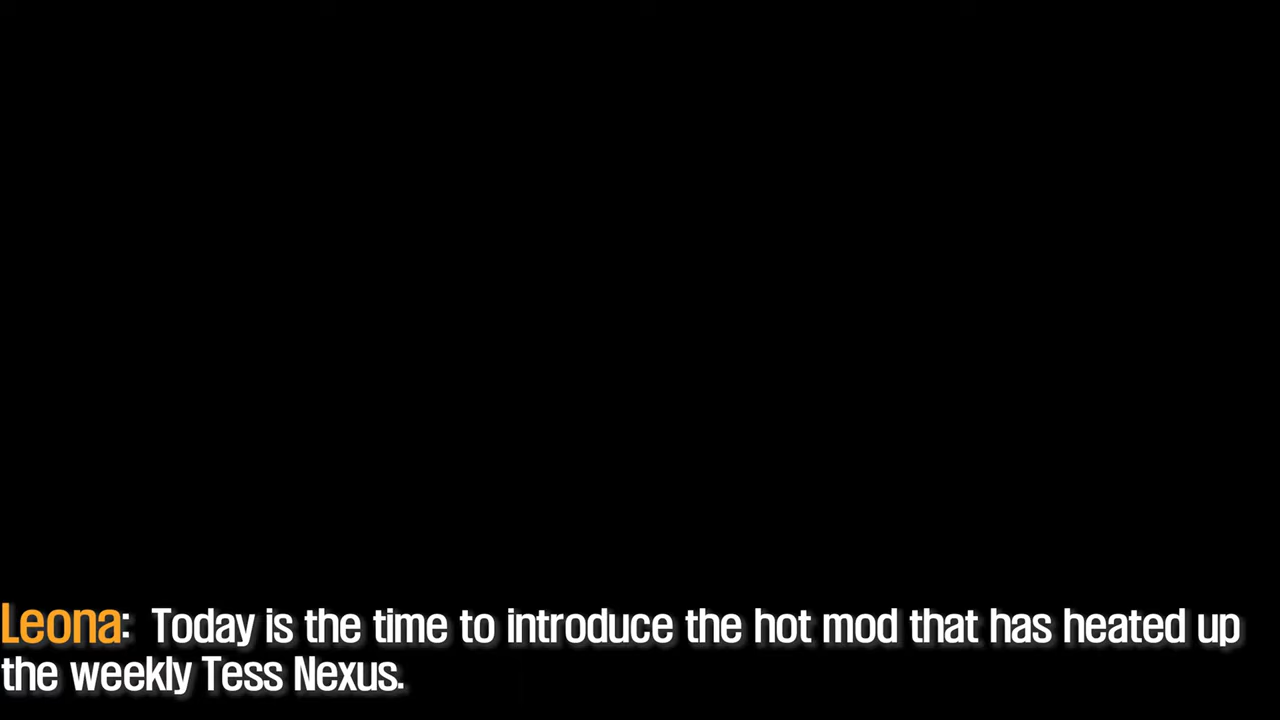 Leona: Today is the time to introduce the hot mod that has heated up
the weekly Tess Nexus.